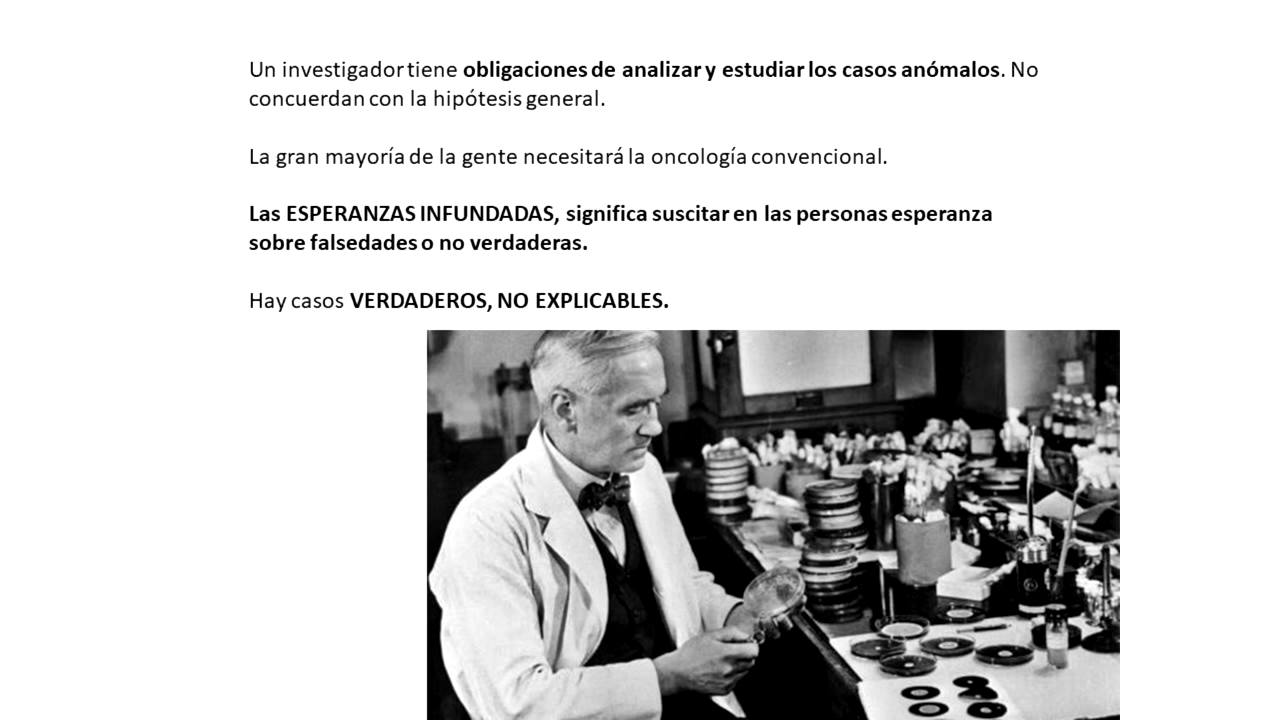 Un investigador tiene obligaciones de analizar y estudiar los casos anómalos. No
concuerdan con la hipótesis general.
La gran mayoría de la gente necesitará la oncología convencional.
Las ESPERANZAS INFUNDADAS, significa suscitar en las personas esperanza
sobre falsedades o no verdaderas.
Hay casos VERDADEROS, NO EXPLICABLES.